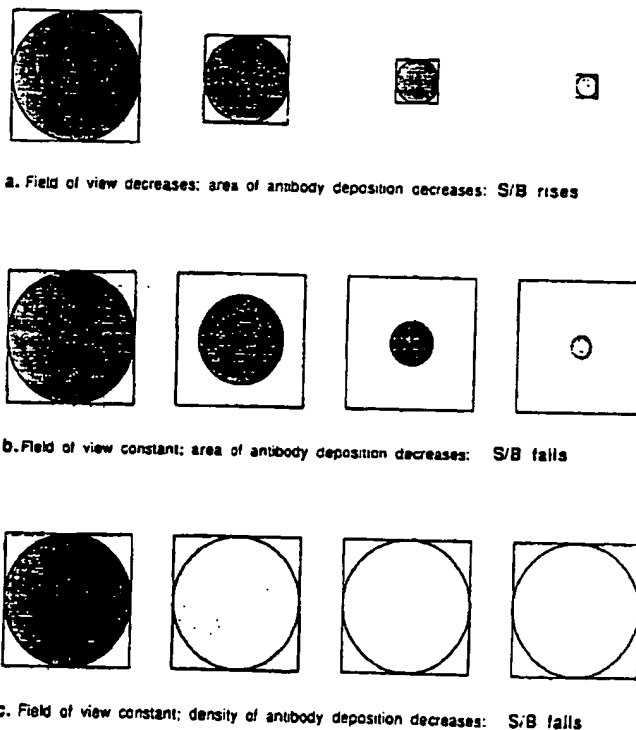 a. Field of view decreases; area of antibody deposition decreases: S/B rises
b. Field of view constant; area of antibody deposition decreases: S/B falls
c. Field of view constant; density of antibody deposition decreases: S/B falls